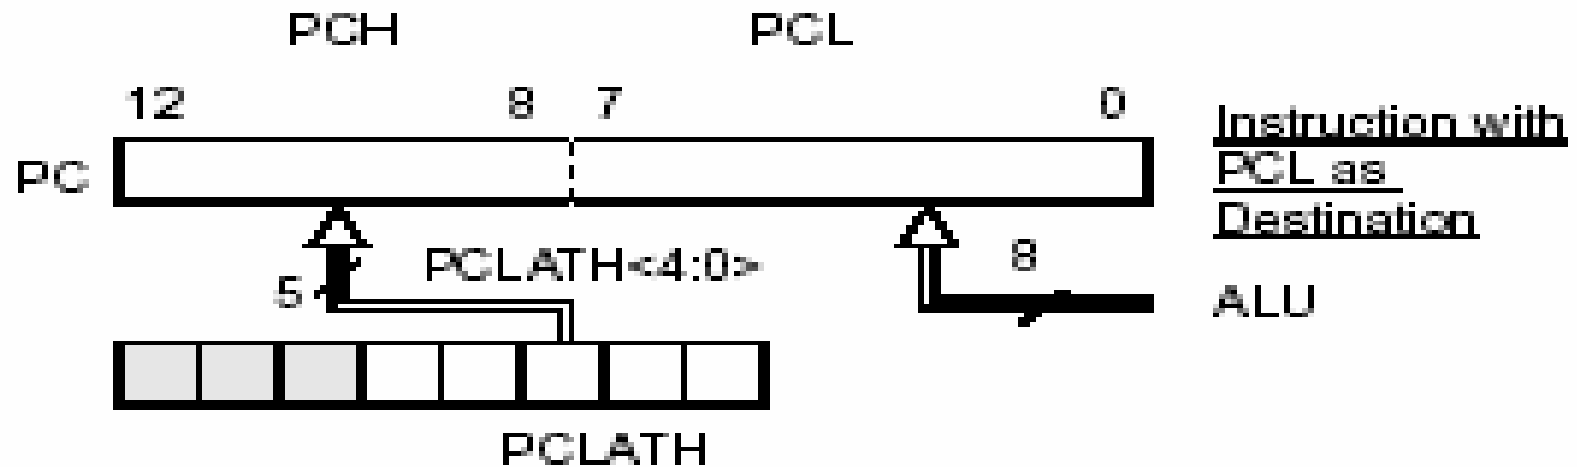 PCH
PCL
12
8
7
0
PC
Instruction with
PCL as
Destination
5
PCLATH<4:0>
8
ALU
PCLATH